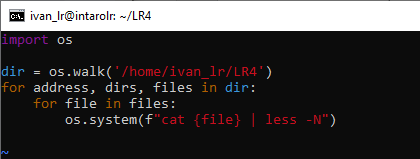 ivan_lr@intarolr: ~/LR4
import os
dir = os.walk('/home/ivan_lr/LR4')
for address, dirs, files in dir:
    for file in files:
        os.system(f"cat {file} | less -N")
~